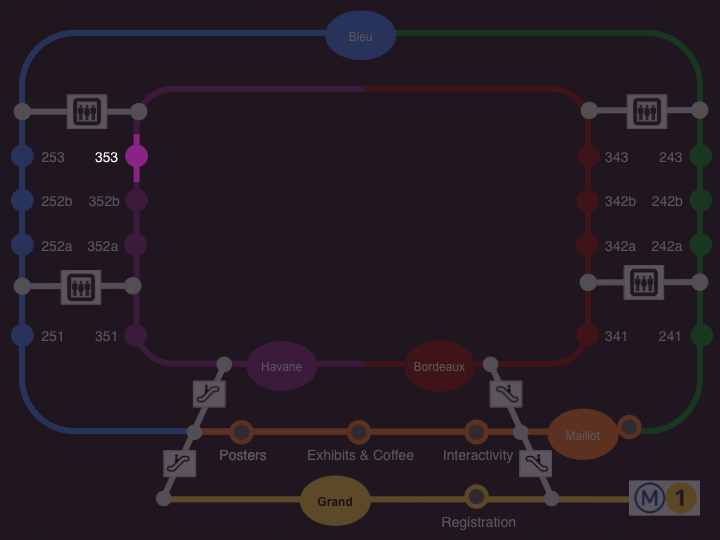 Bleu
253 353 343 243
252b 352b 342b 242b
252a 352a 342a 242a
251 351 341 241
Havane Bordeaux
Maillot
Posters Exhibits & Coffee Interactivity
Grand M 1
Registration